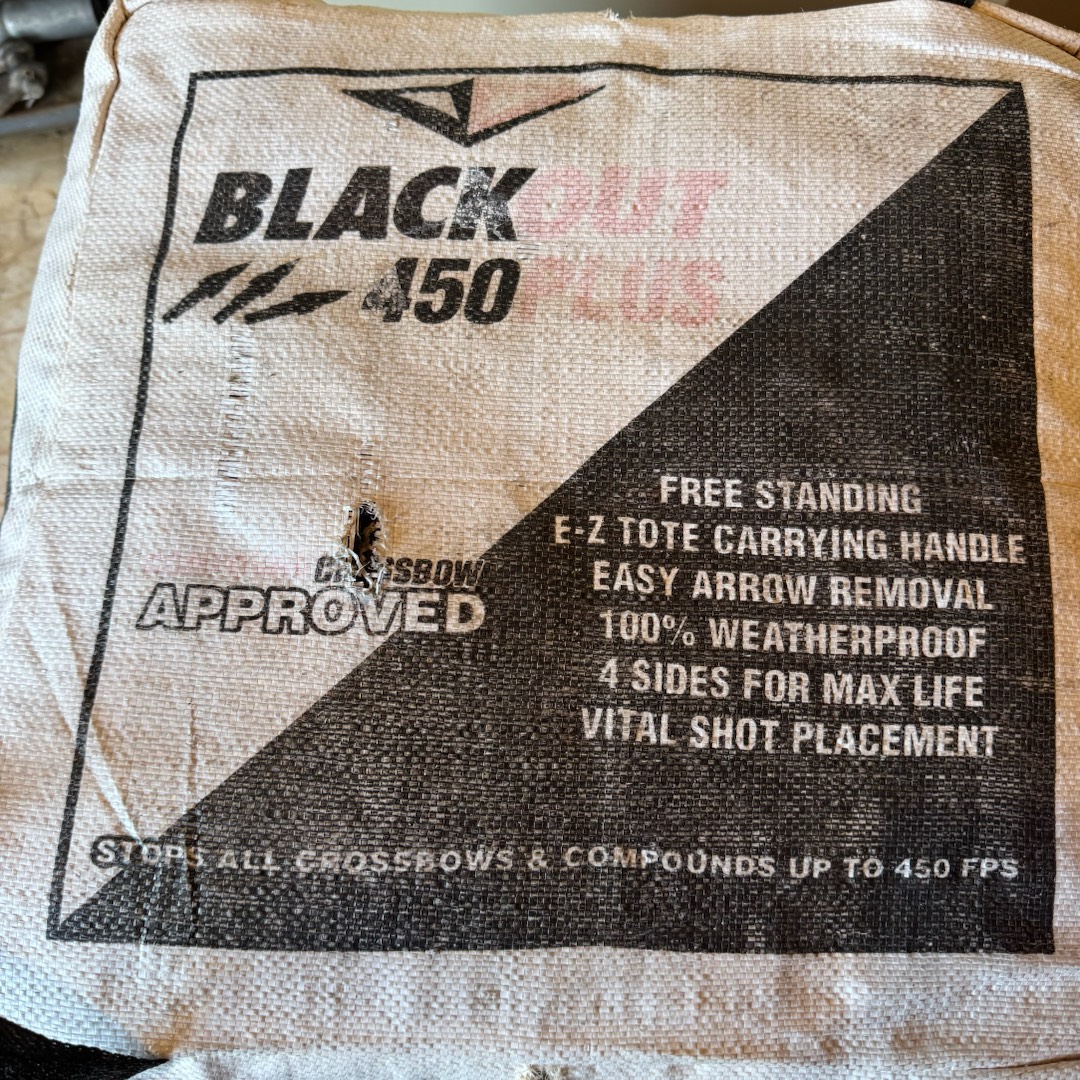 BLACKOUT
450 PLUS
CROSSBOW
APPROVED
FREE STANDING
E-Z TOTE CARRYING HANDLE
EASY ARROW REMOVAL
100% WEATHERPROOF
4 SIDES FOR MAX LIFE
VITAL SHOT PLACEMENT
STOPS ALL CROSSBOWS & COMPOUNDS UP TO 450 FPS